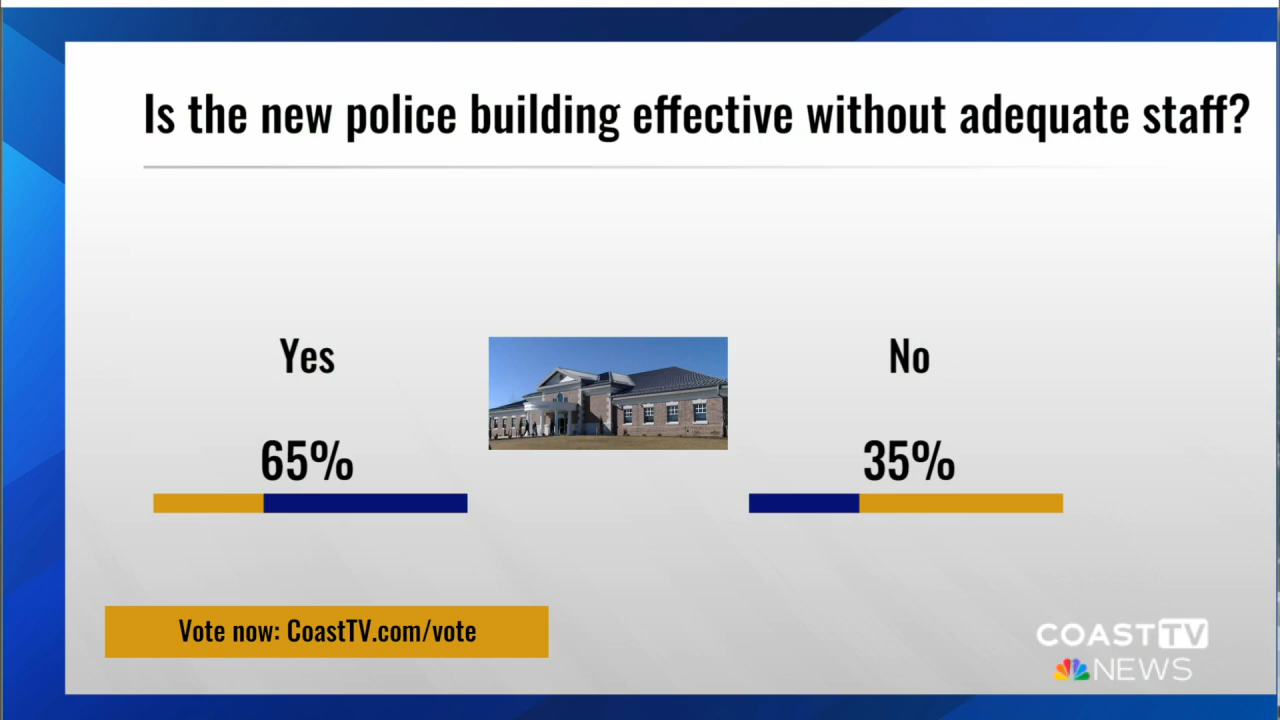 Is the new police building effective without adequate staff?
Yes
No
65%
35%
Vote now: CoastTV.com/vote
COAST TV
NEWS